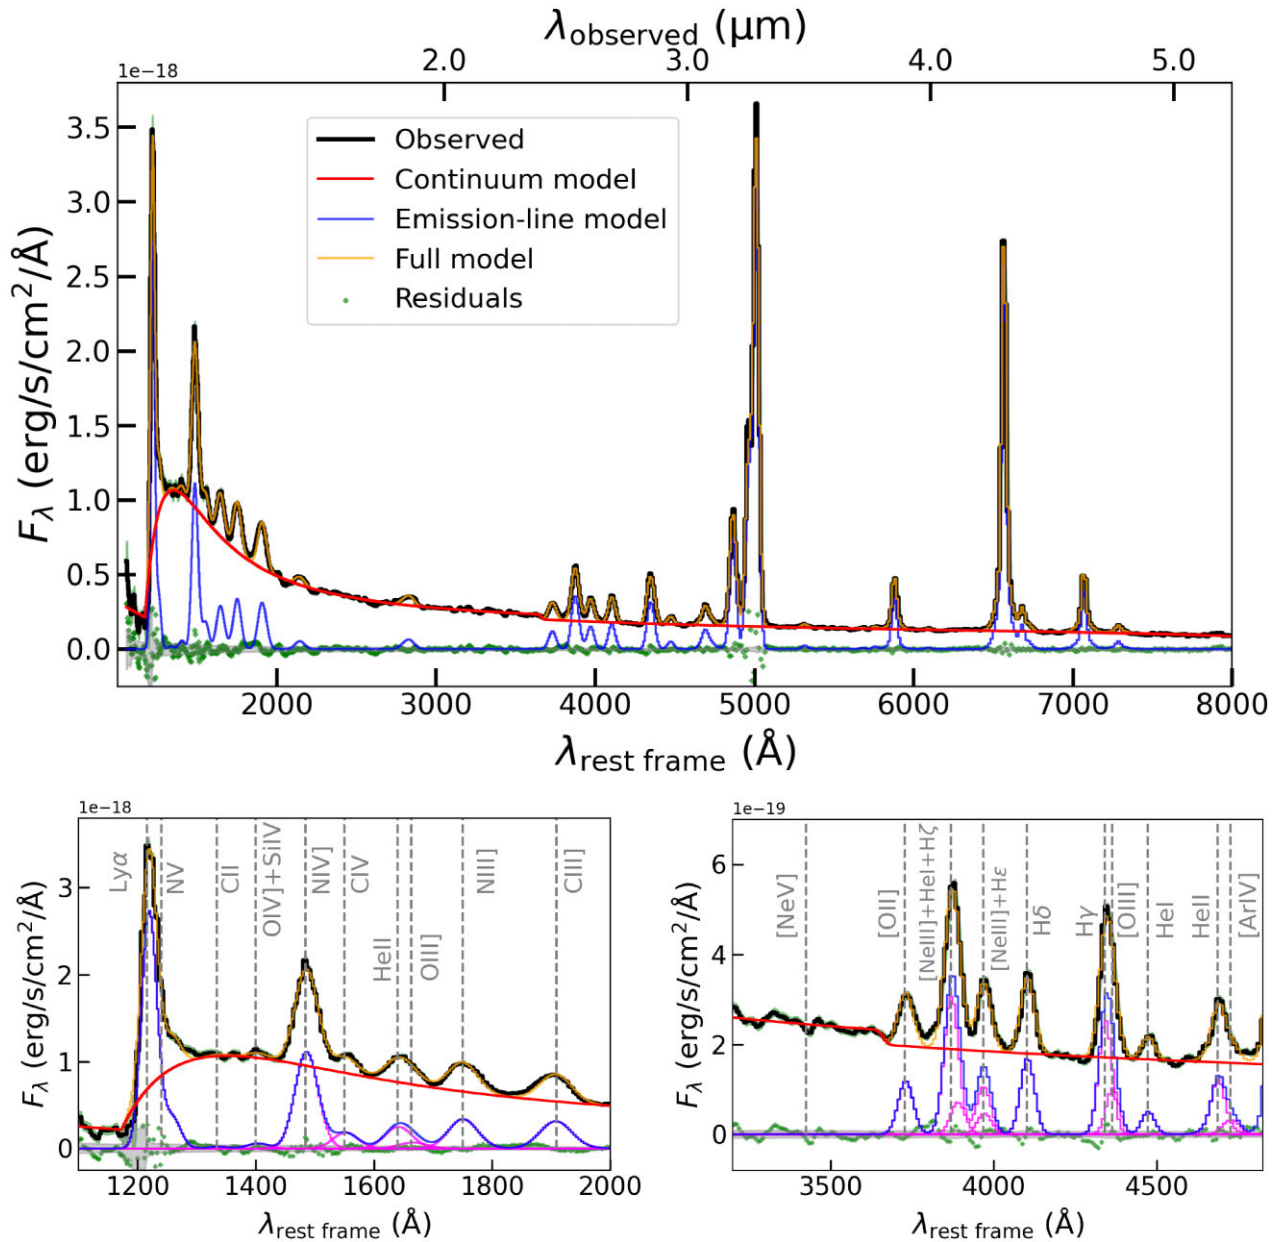 λobserved (μm)
1e−18
2.0 3.0 4.0 5.0
Observed
Continuum model
Emission-line model
Full model
Residuals
Fλ (erg/s/cm²/Å)
3.5
3.0
2.5
2.0
1.5
1.0
0.5
0.0
2000 3000 4000 5000 6000 7000 8000
λrest frame (Å)
1e−18
Fλ (erg/s/cm²/Å)
3
2
1
0
Lyα
NV
CII
OIV]+SiIV
NIV]
CIV
HeII
OIII]
NIII]
CIII]
1200 1400 1600 1800 2000
λrest frame (Å)
1e−19
Fλ (erg/s/cm²/Å)
6
4
2
0
[NeV]
[OII]
[NeIII]+HeI+Hζ
[NeIII]+Hε
Hδ
Hγ
[OIII]
HeI
HeII
[ArIV]
3500 4000 4500
λrest frame (Å)